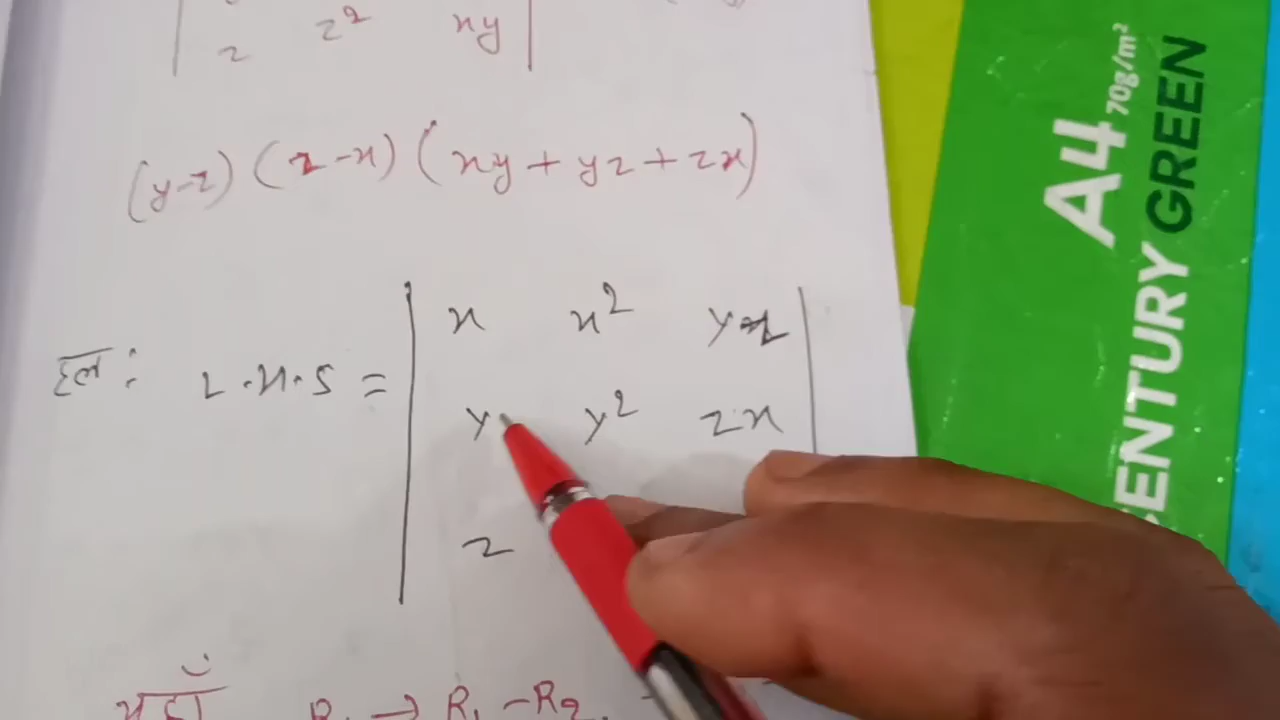 z z² xy
(y-z) (z-x) (xy + yz + zx)
x x² yz
हल: L.H.S =
y y² zx
z
यहाँ R₁ → R₁ - R₂,
A4 70g/m²
CENTURY GREEN